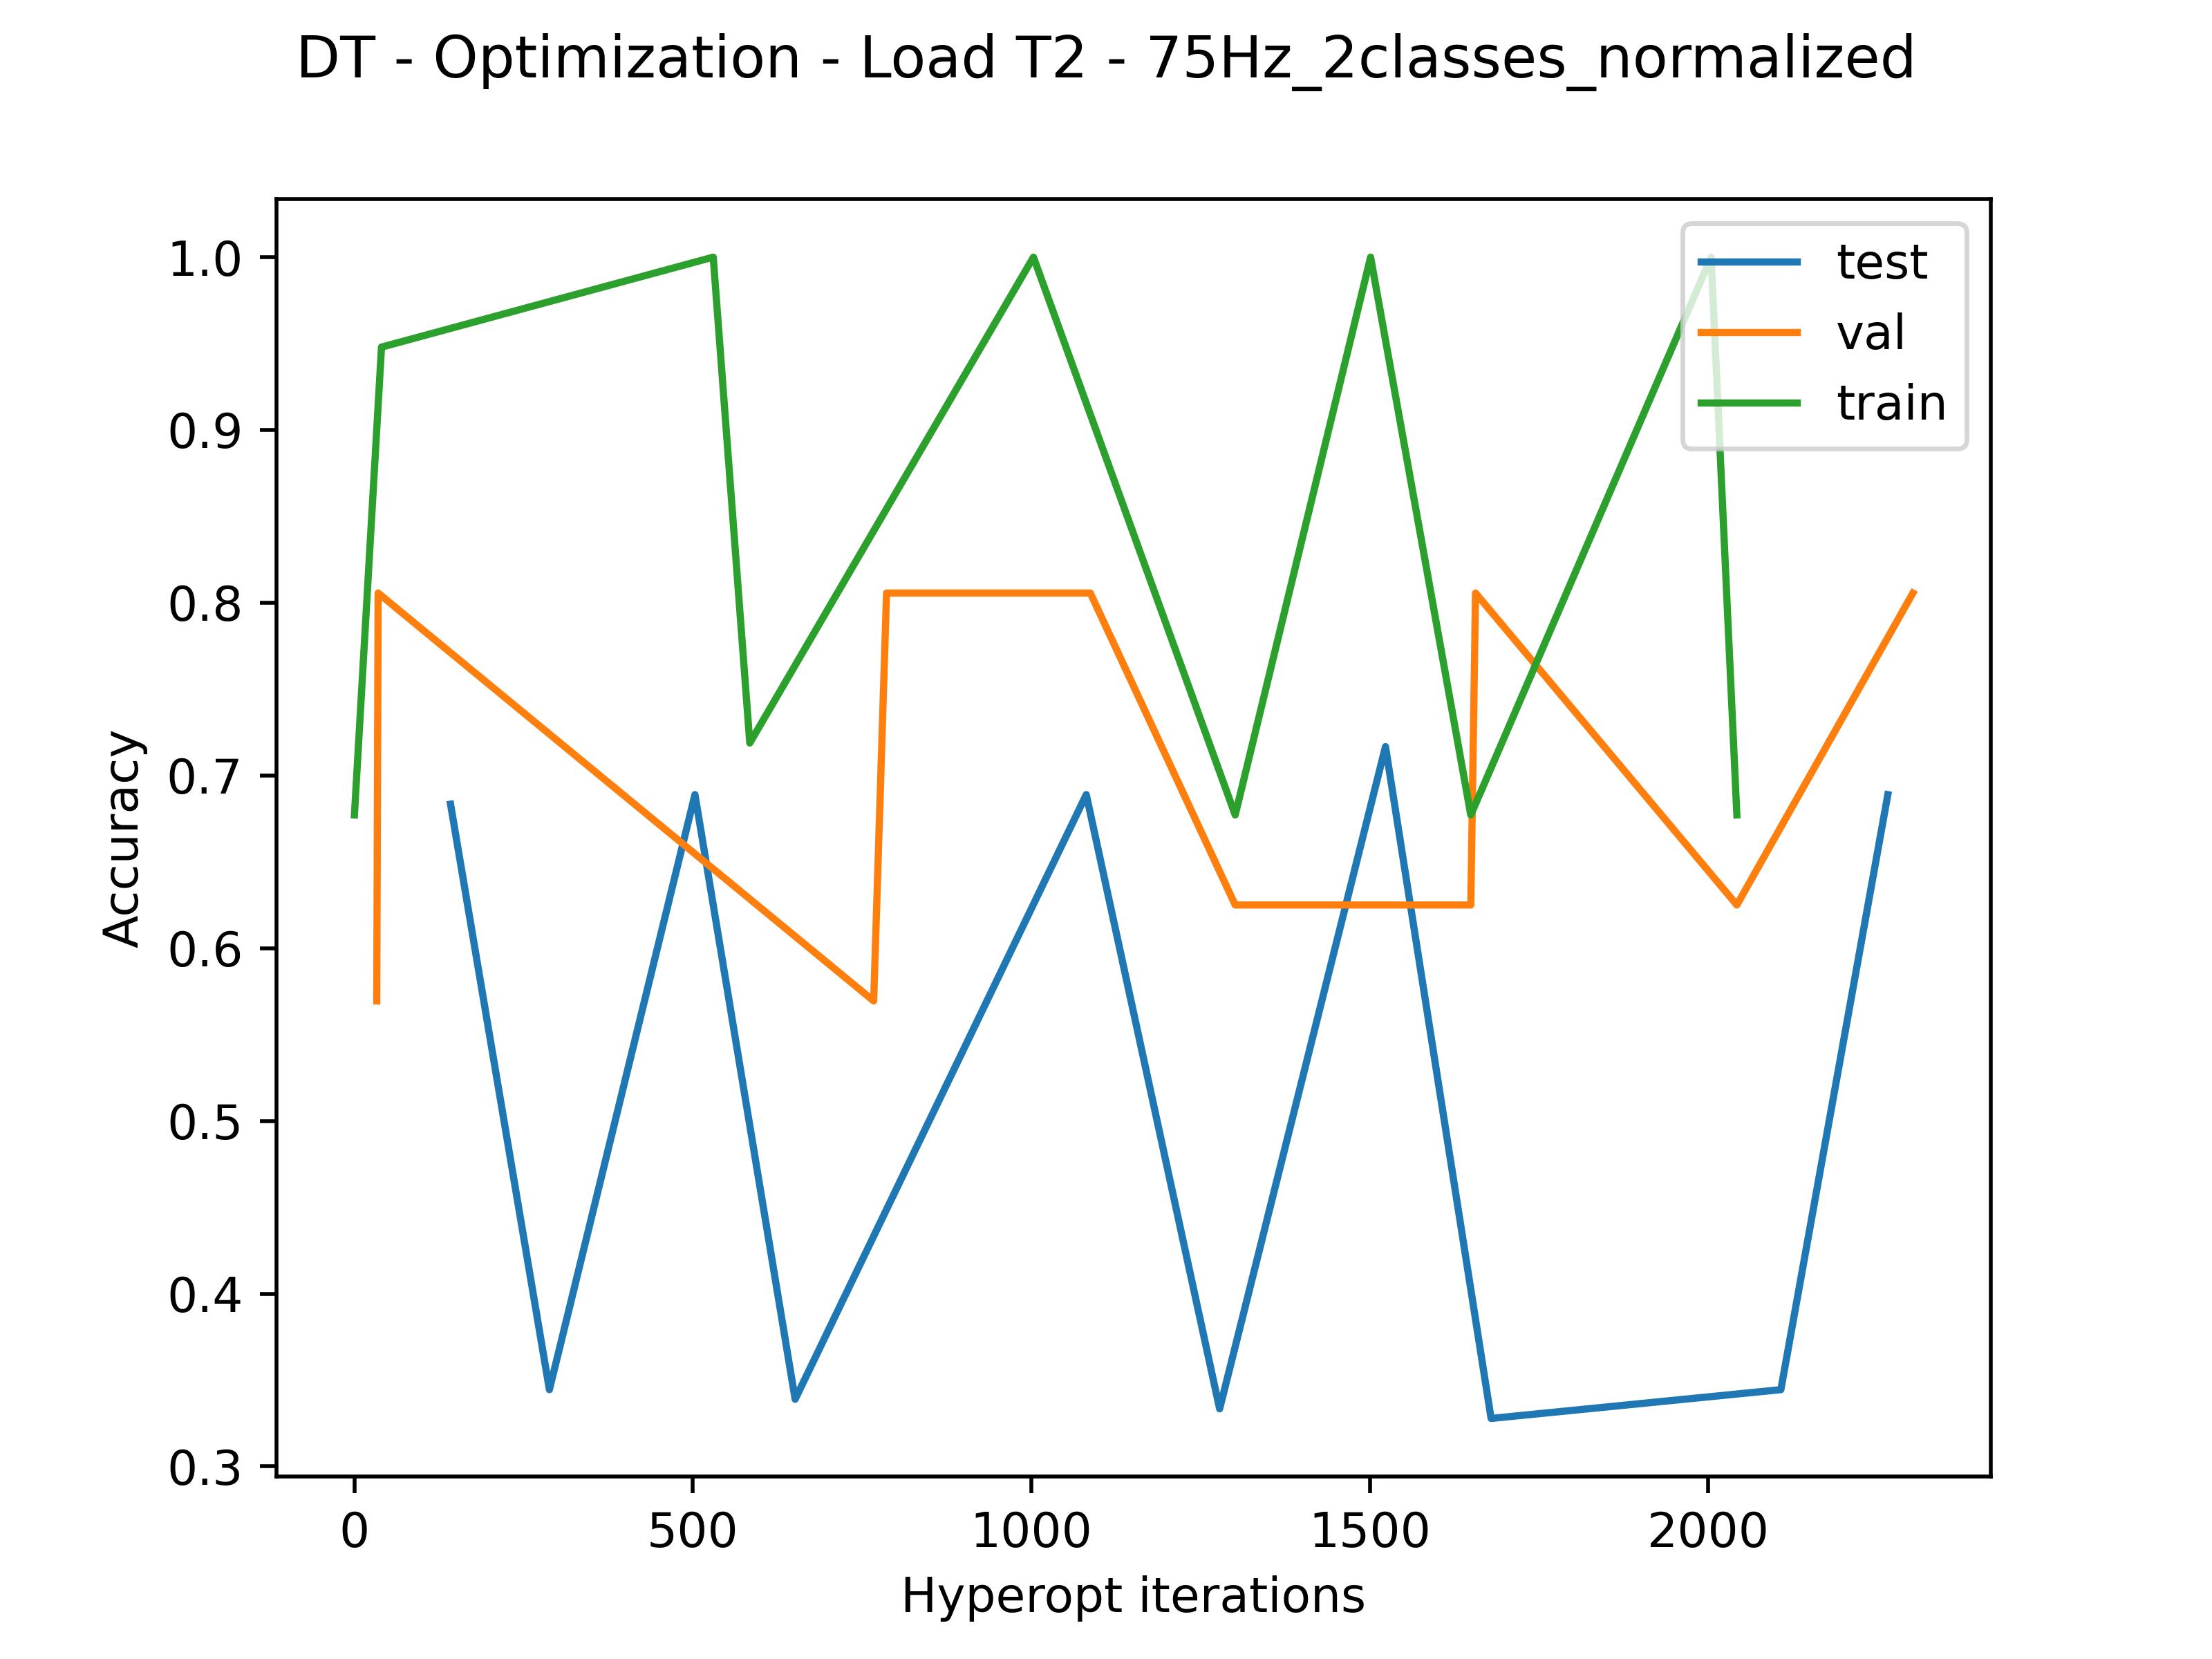 DT - Optimization - Load T2 - 75Hz_2classes_normalized
test
val
train
1.0
0.9
0.8
0.7
0.6
0.5
0.4
0.3
Accuracy
0 500 1000 1500 2000
Hyperopt iterations